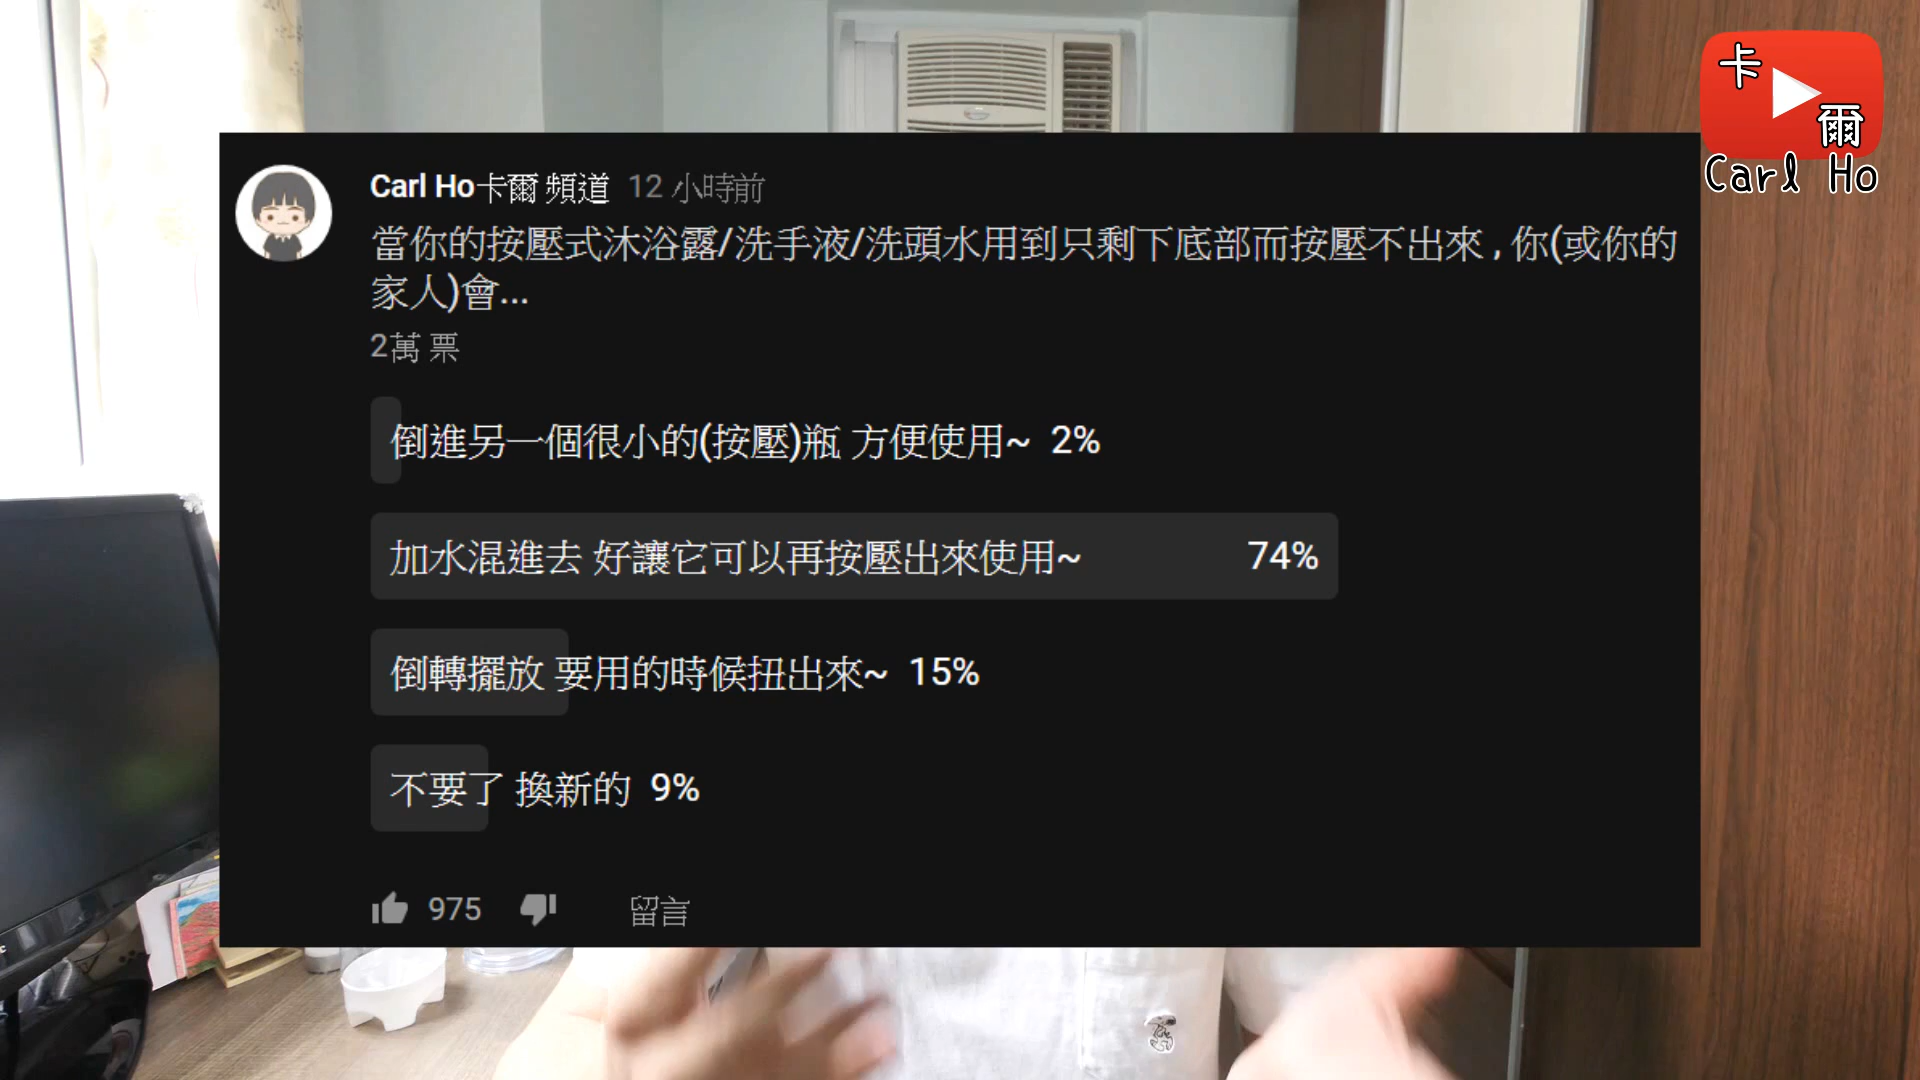 卡
爾
Carl Ho
Carl Ho卡爾 頻道 12 小時前
當你的按壓式沐浴露/洗手液/洗頭水用到只剩下底部而按壓不出來 , 你(或你的
家人)會...
2萬 票
倒進另一個很小的(按壓)瓶 方便使用~ 2%
加水混進去 好讓它可以再按壓出來使用~ 74%
倒轉擺放 要用的時候扭出來~ 15%
不要了 換新的 9%
975 留言